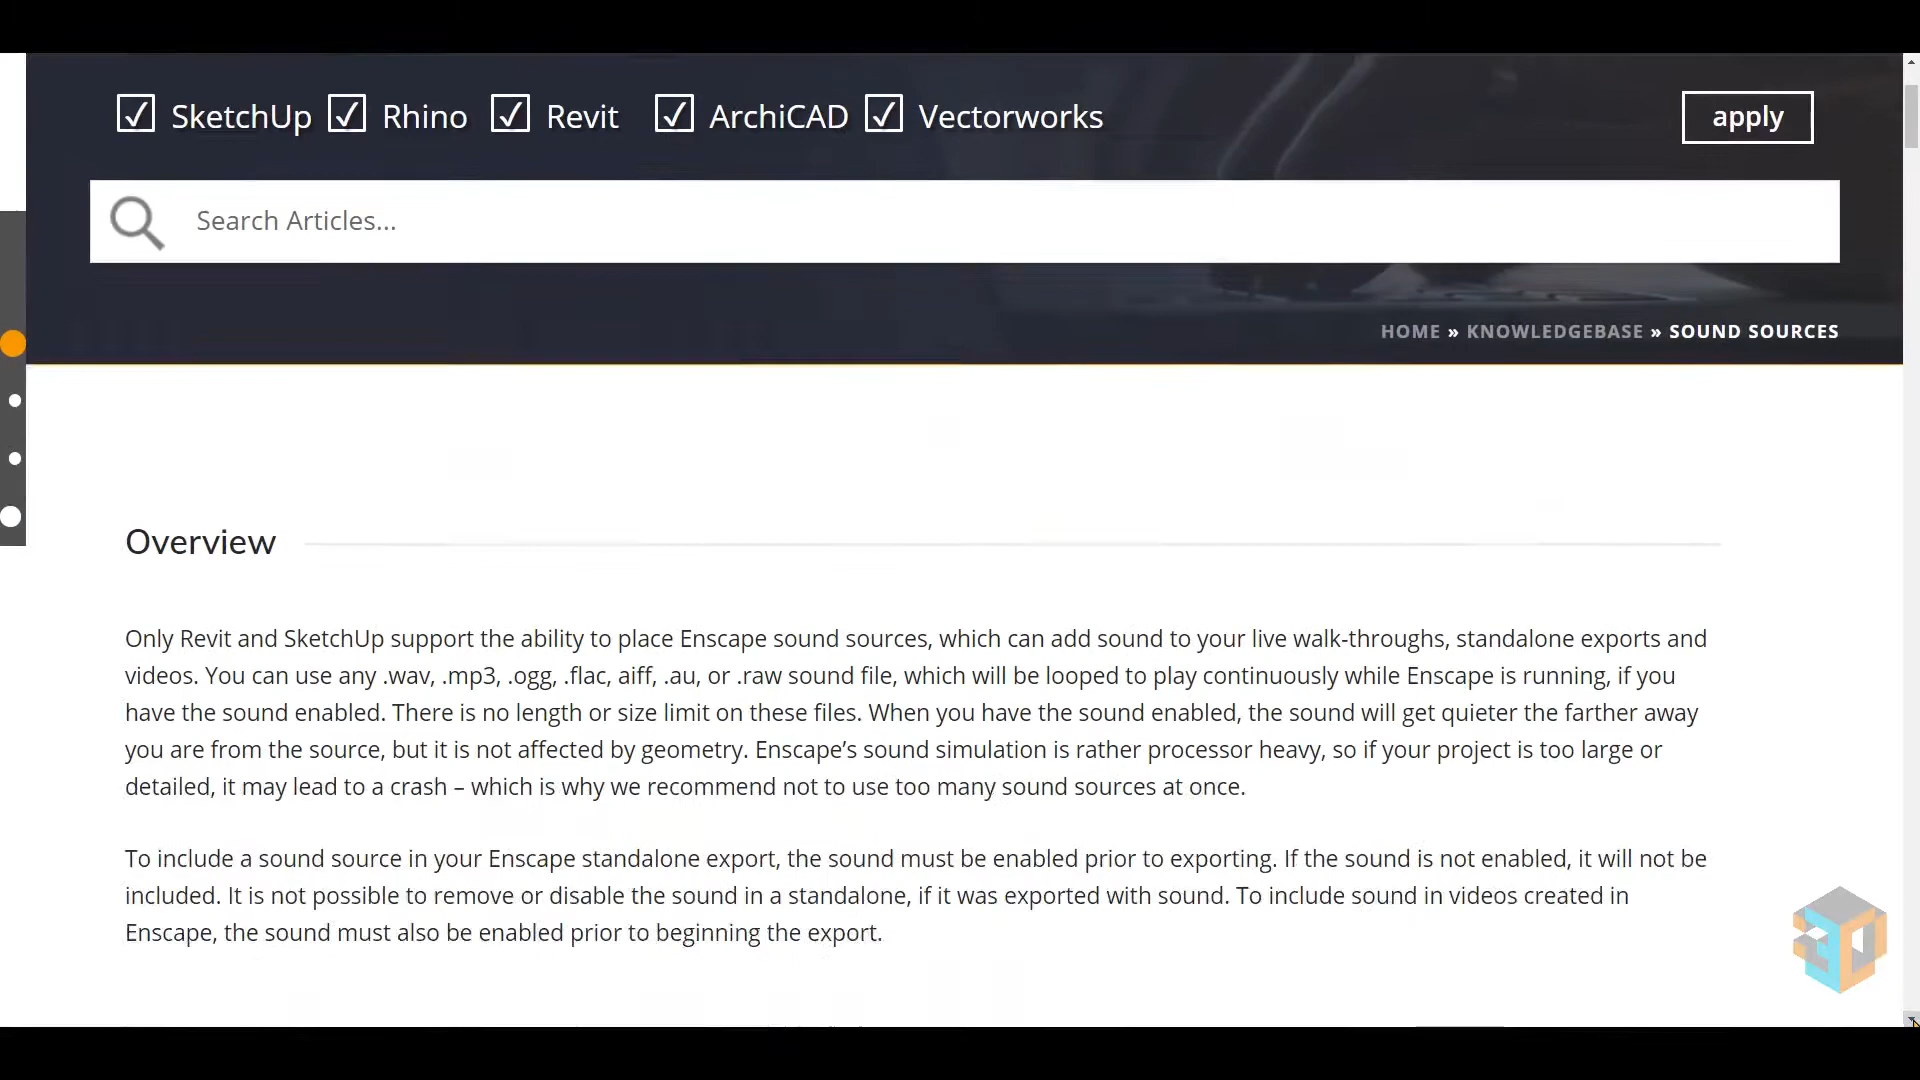 SketchUp Rhino Revit ArchiCAD Vectorworks apply
Search Articles...
HOME » KNOWLEDGEBASE » SOUND SOURCES
Overview
Only Revit and SketchUp support the ability to place Enscape sound sources, which can add sound to your live walk-throughs, standalone exports and
videos. You can use any .wav, .mp3, .ogg, .flac, aiff, .au, or .raw sound file, which will be looped to play continuously while Enscape is running, if you
have the sound enabled. There is no length or size limit on these files. When you have the sound enabled, the sound will get quieter the farther away
you are from the source, but it is not affected by geometry. Enscape’s sound simulation is rather processor heavy, so if your project is too large or
detailed, it may lead to a crash – which is why we recommend not to use too many sound sources at once.
To include a sound source in your Enscape standalone export, the sound must be enabled prior to exporting. If the sound is not enabled, it will not be
included. It is not possible to remove or disable the sound in a standalone, if it was exported with sound. To include sound in videos created in
Enscape, the sound must also be enabled prior to beginning the export.
3D